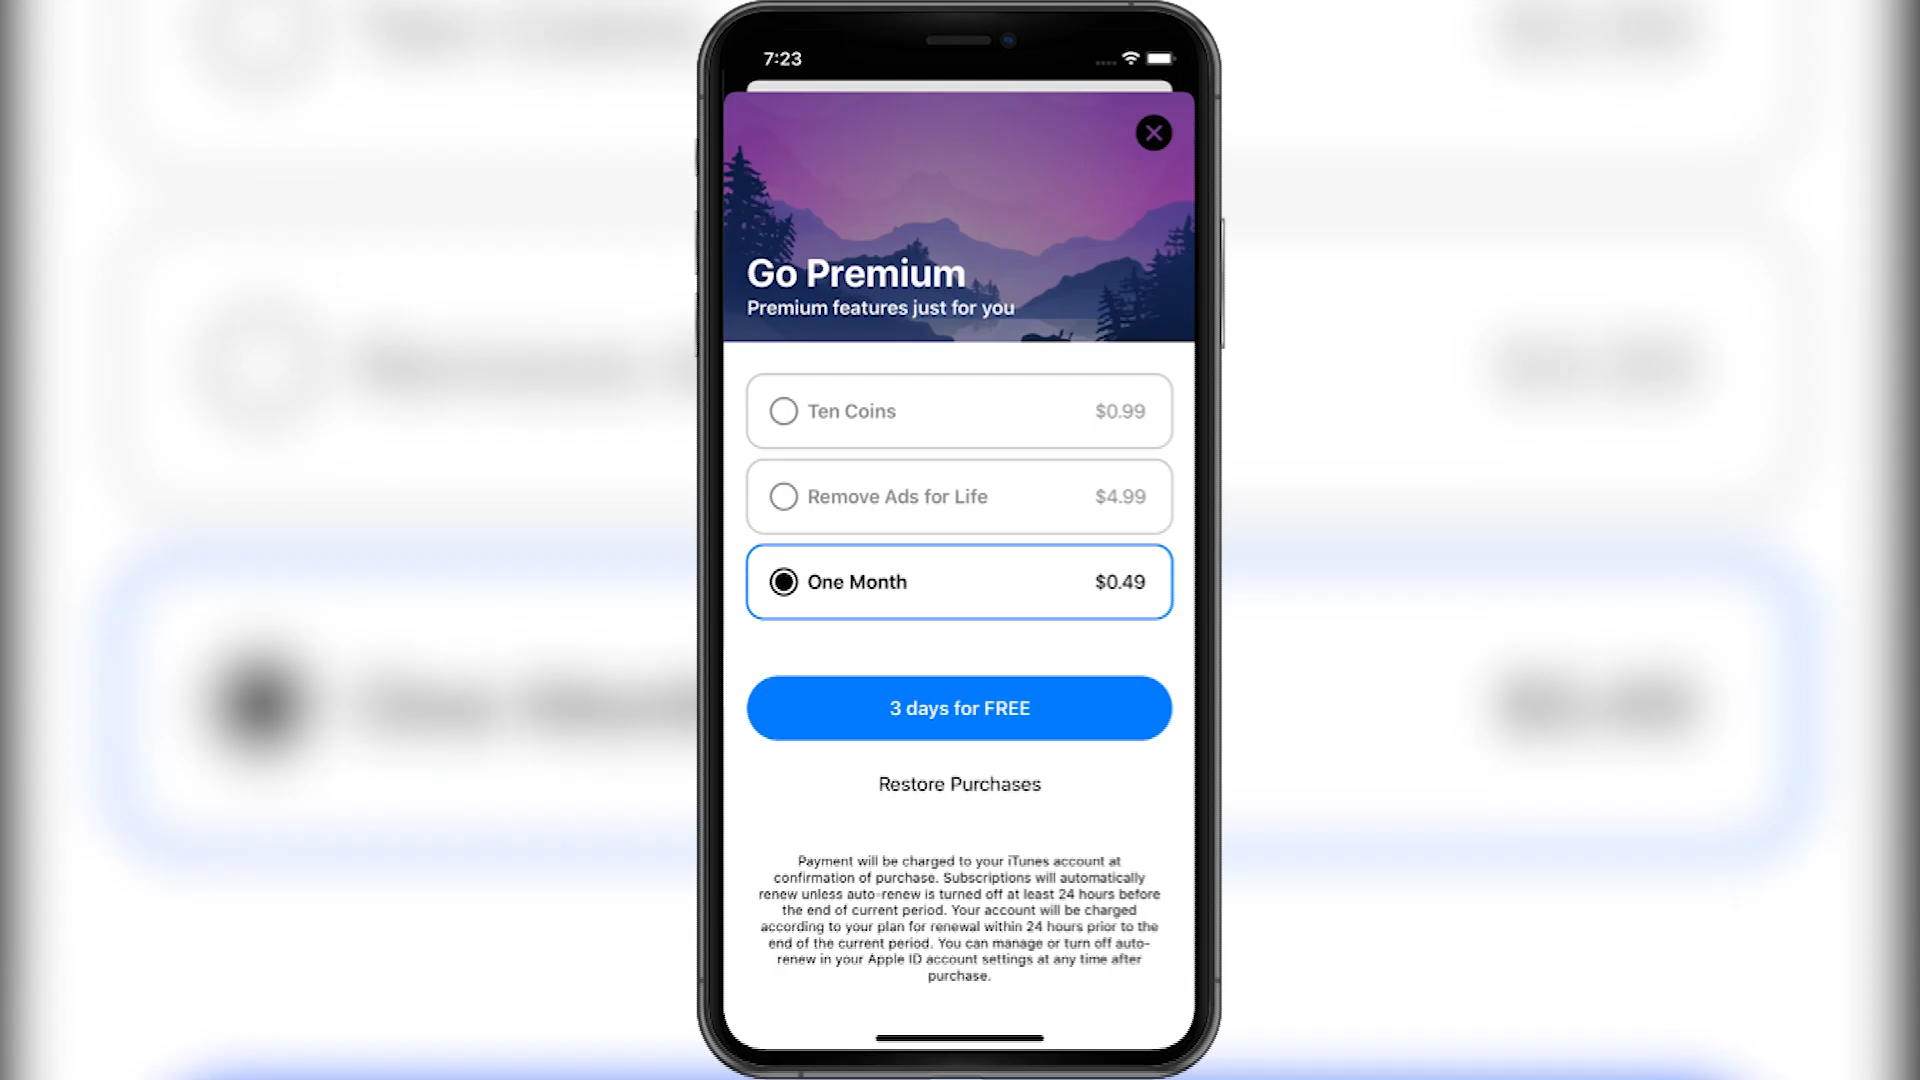 7:23
Go Premium
Premium features just for you
Ten Coins $0.99
Remove Ads for Life $4.99
One Month $0.49
3 days for FREE
Restore Purchases
Payment will be charged to your iTunes account at
confirmation of purchase. Subscriptions will automatically
renew unless auto-renew is turned off at least 24 hours before
the end of current period. Your account will be charged
according to your plan for renewal within 24 hours prior to the
end of the current period. You can manage or turn off auto-
renew in your Apple ID account settings at any time after
purchase.